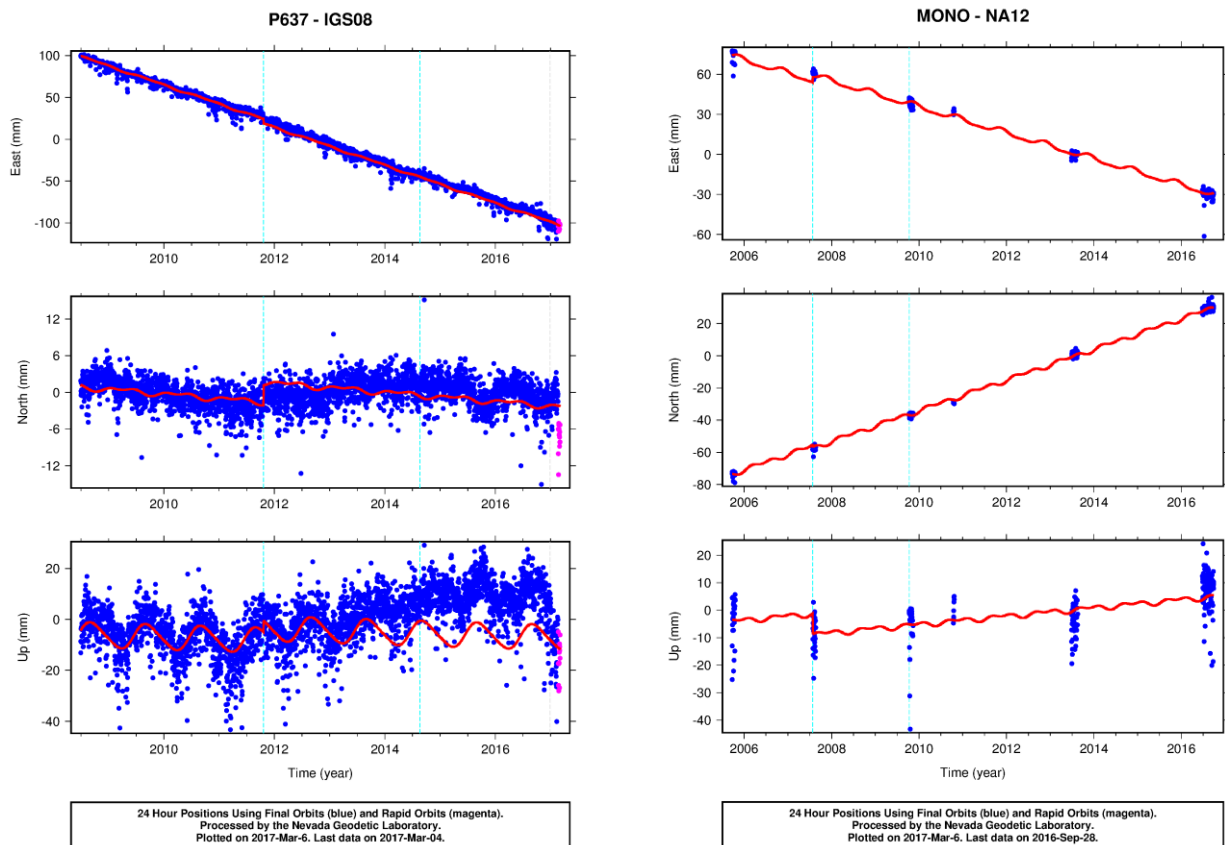 P637 - IGS08
100
50
0
-50
-100
East (mm)
2010 2012 2014 2016
12
6
0
-6
-12
North (mm)
2010 2012 2014 2016
20
0
-20
-40
Up (mm)
2010 2012 2014 2016
Time (year)
24 Hour Positions Using Final Orbits (blue) and Rapid Orbits (magenta).
Processed by the Nevada Geodetic Laboratory.
Plotted on 2017-Mar-6. Last data on 2017-Mar-04.
MONO - NA12
60
30
0
-30
-60
East (mm)
2006 2008 2010 2012 2014 2016
20
0
-20
-40
-60
-80
North (mm)
2006 2008 2010 2012 2014 2016
20
10
0
-10
-20
-30
-40
Up (mm)
2006 2008 2010 2012 2014 2016
Time (year)
24 Hour Positions Using Final Orbits (blue) and Rapid Orbits (magenta).
Processed by the Nevada Geodetic Laboratory.
Plotted on 2017-Mar-6. Last data on 2016-Sep-28.